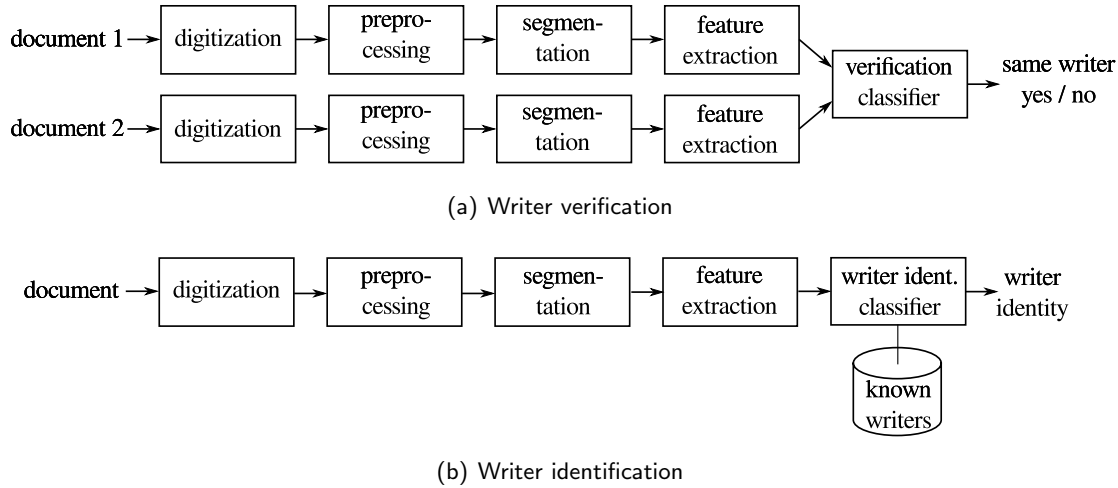 document 1
digitization
prepro-
cessing
segmen-
tation
feature
extraction
verification
classifier
same writer
yes / no
document 2
digitization
prepro-
cessing
segmen-
tation
feature
extraction
(a) Writer verification
document
digitization
prepro-
cessing
segmen-
tation
feature
extraction
writer ident.
classifier
writer
identity
known
writers
(b) Writer identification